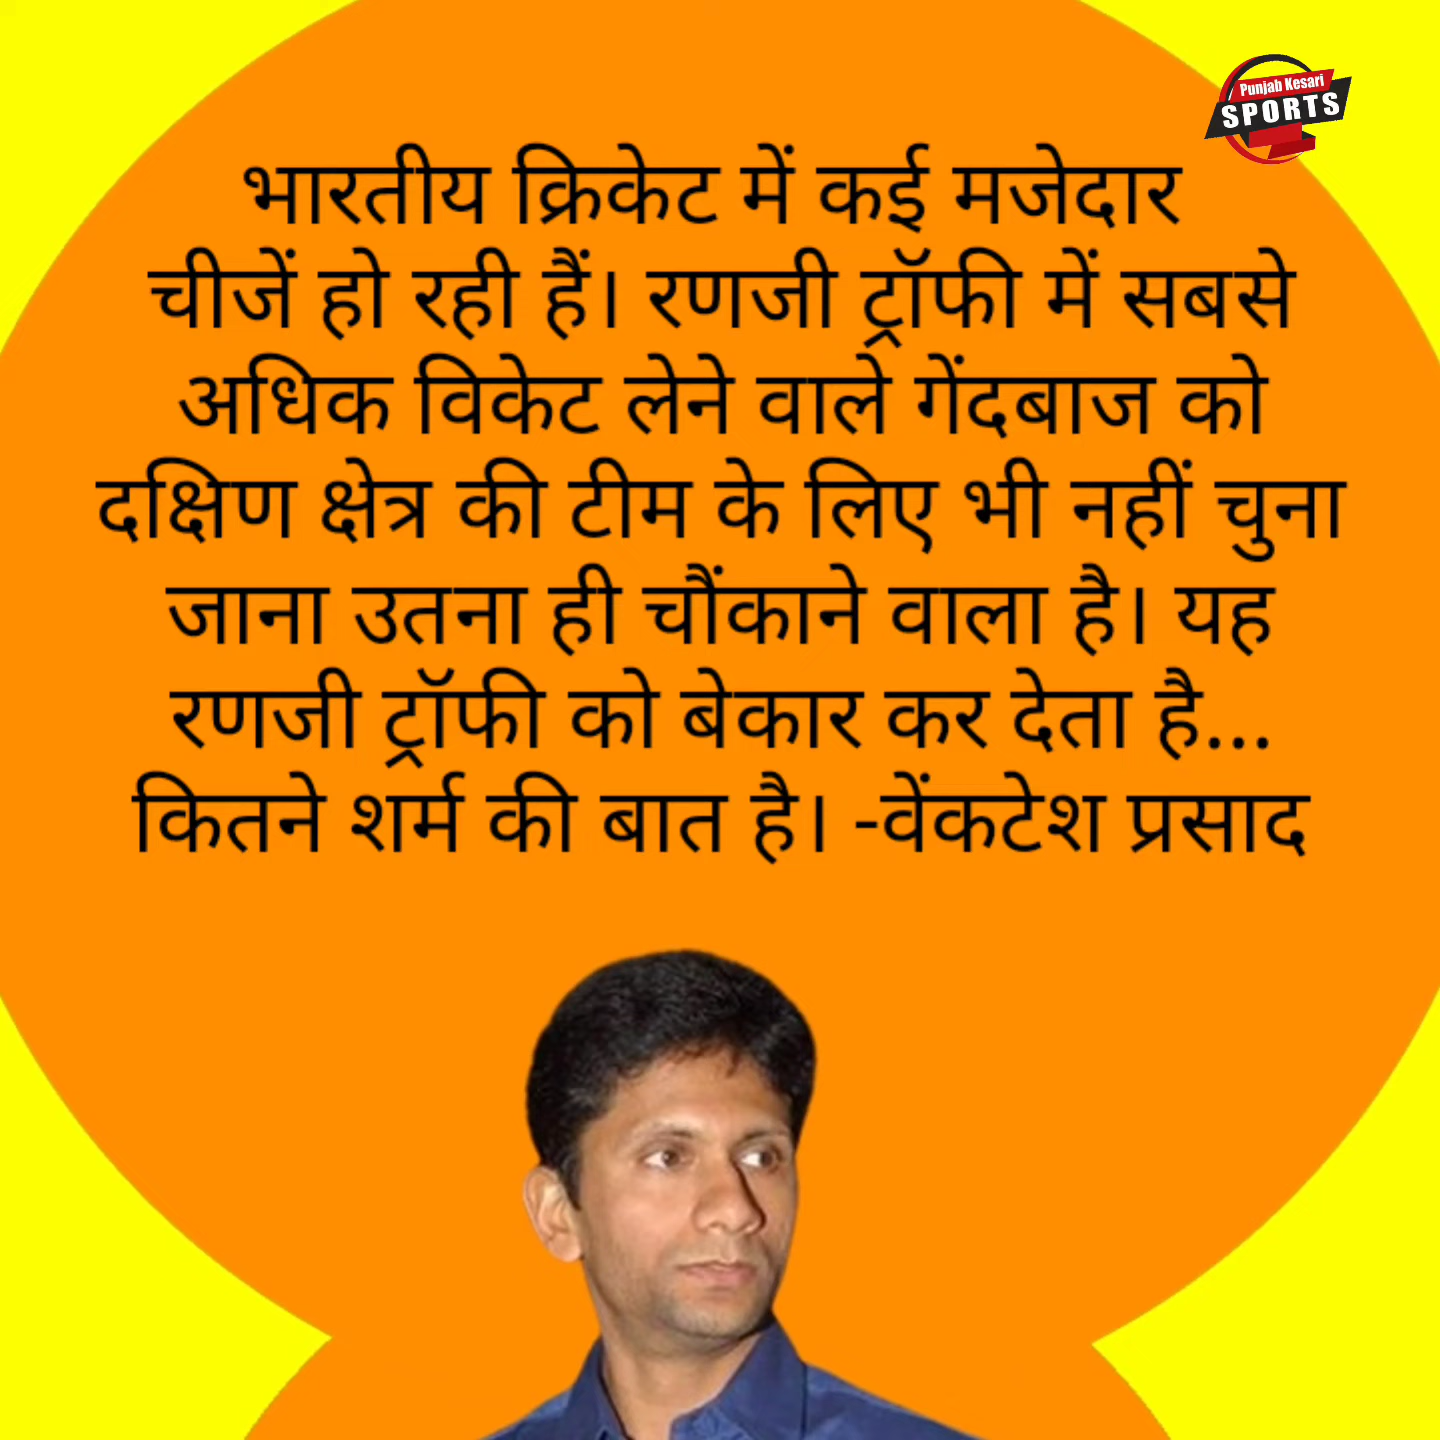 Punjab Kesari
SPORTS
भारतीय क्रिकेट में कई मजेदार
चीजें हो रही हैं। रणजी ट्रॉफी में सबसे
अधिक विकेट लेने वाले गेंदबाज को
दक्षिण क्षेत्र की टीम के लिए भी नहीं चुना
जाना उतना ही चौंकाने वाला है। यह
रणजी ट्रॉफी को बेकार कर देता है...
कितने शर्म की बात है। -वेंकटेश प्रसाद